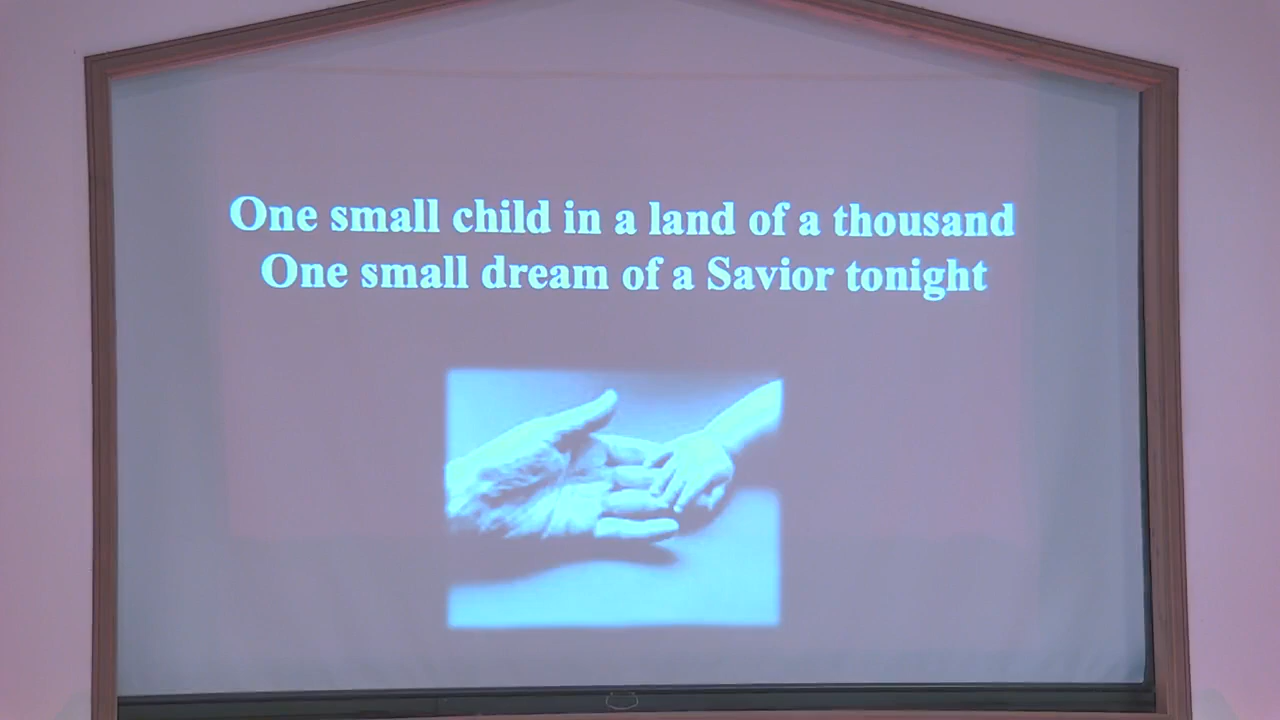 One small child in a land of a thousand
One small dream of a Savior tonight